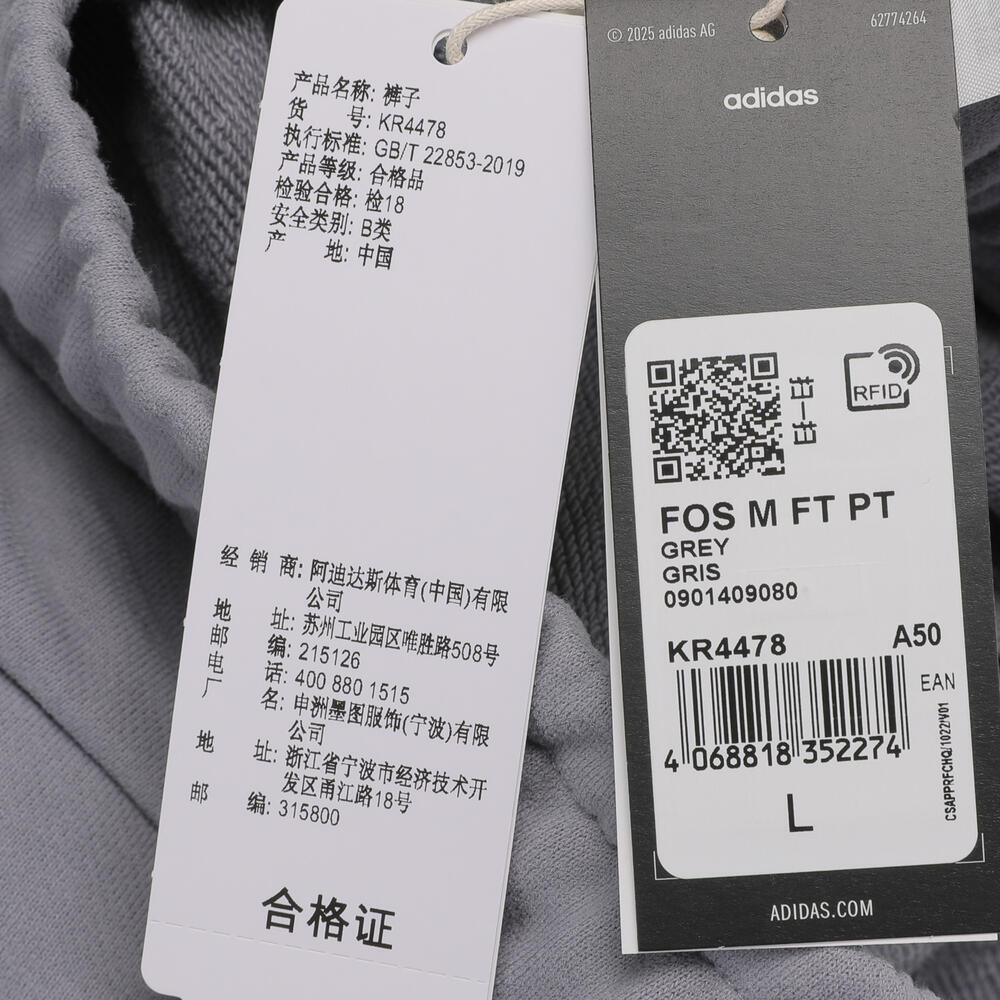 产品名称: 裤子
货 号: KR4478
执行标准: GB/T 22853-2019
产品等级: 合格品
检验合格: 检18
安全类别: B类
产 地: 中国
经 销 商: 阿迪达斯体育(中国)有限
公司
地 址: 苏州工业园区唯胜路508号
邮 编: 215126
电 话: 400 880 1515
厂 名: 申洲墨图服饰(宁波)有限
公司
地 址: 浙江省宁波市经济技术开
发区甬江路18号
邮 编: 315800
合格证
© 2025 adidas AG
62774264
adidas
扫一扫
RFID
FOS M FT PT
GREY
GRIS
0901409080
KR4478 A50
EAN
4 068818 352274
CSAPPRFCHQ/1022/V01
L
ADIDAS.COM